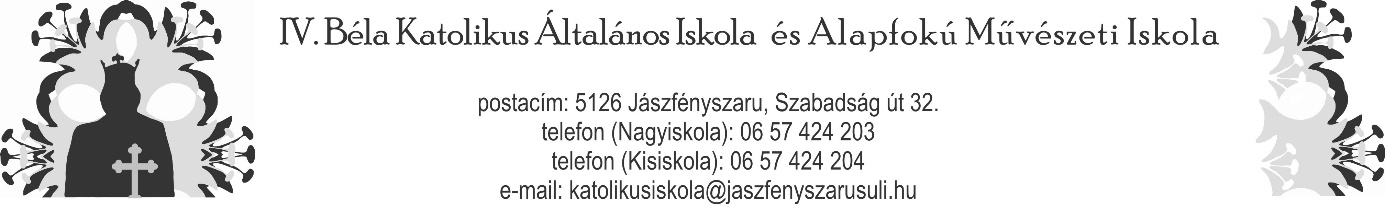 IV. Béla Katolikus Általános Iskola és Alapfokú Művészeti Iskola
postacím: 5126 Jászfényszaru, Szabadság út 32.
telefon (Nagyiskola): 06 57 424 203
telefon (Kisiskola): 06 57 424 204
e-mail: katolikusiskola@jaszfenyszarusuli.hu